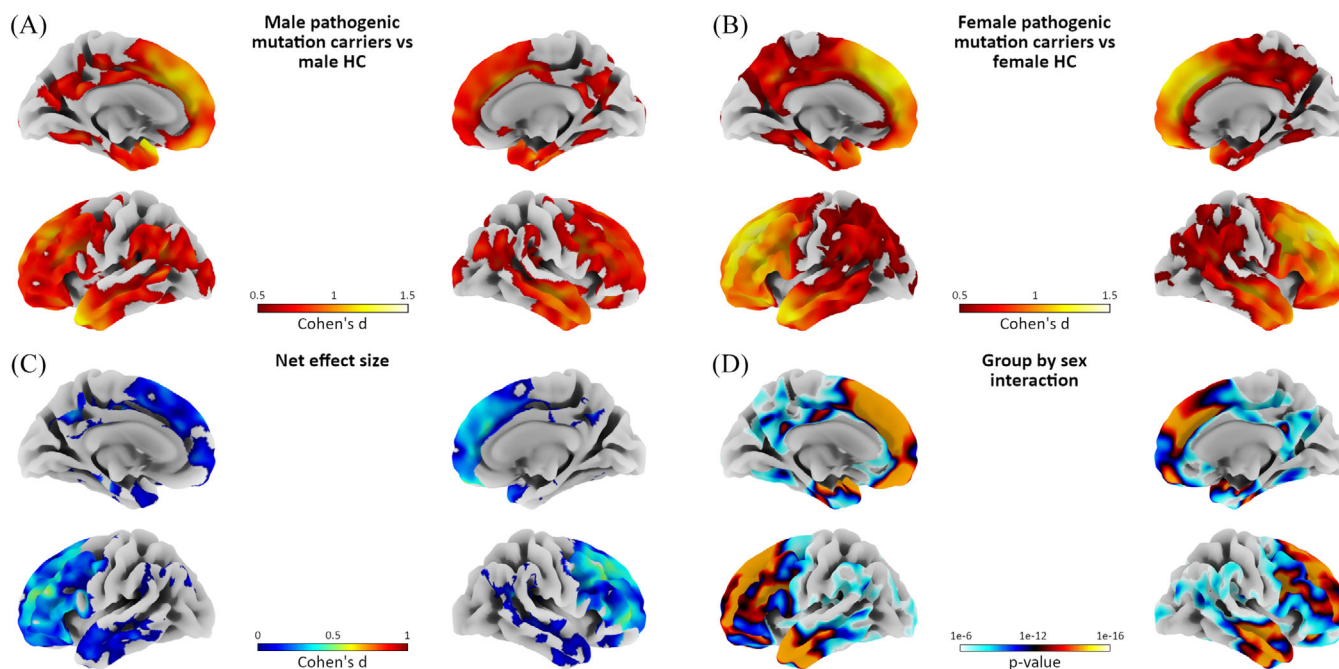 (A)
Male pathogenic
mutation carriers vs
male HC
0.5
1
1.5
Cohen's d
(B)
Female pathogenic
mutation carriers vs
female HC
0.5
1
1.5
Cohen's d
(C)
Net effect size
0
0.5
1
Cohen's d
(D)
Group by sex
interaction
1e-6
1e-12
1e-16
p-value